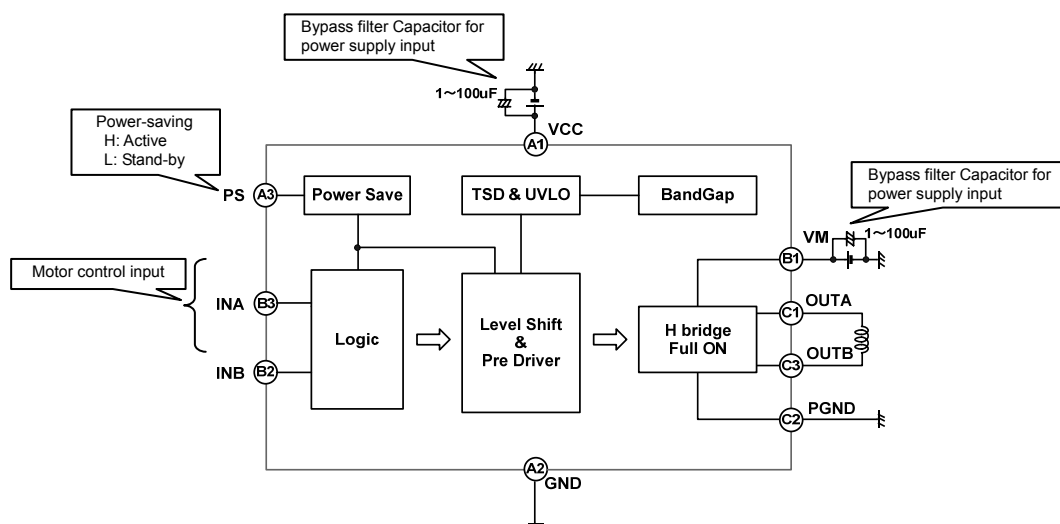 Bypass filter Capacitor for
power supply input
1～100uF
VCC
A1
Power-saving
H: Active
L: Stand-by
PS
A3
Power Save
TSD & UVLO
BandGap
Bypass filter Capacitor for
power supply input
VM
1～100uF
B1
Motor control input
INA
B3
INB
B2
Logic
Level Shift
&
Pre Driver
H bridge
Full ON
C1
OUTA
C3
OUTB
C2
PGND
A2
GND